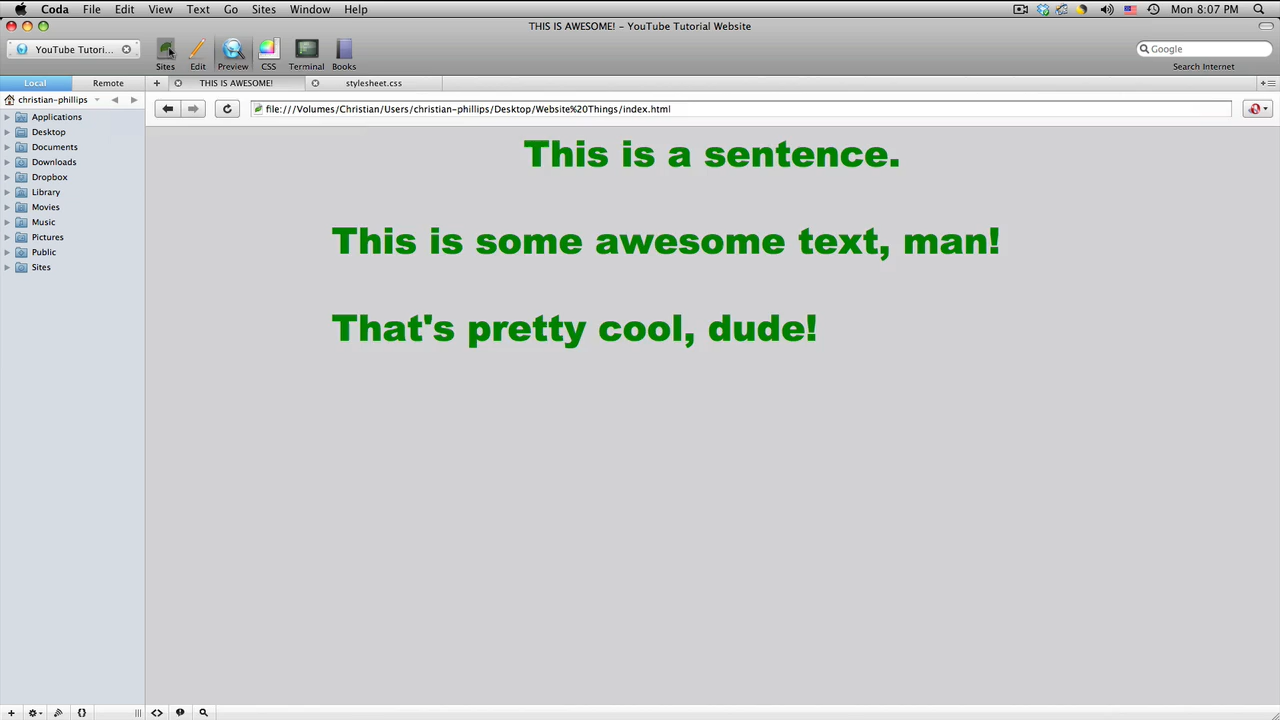 Coda File Edit View Text Go Sites Window Help Mon 8:07 PM
THIS IS AWESOME! – YouTube Tutorial Website
YouTube Tutori... Sites Edit Preview CSS Terminal Books Google Search Internet
Local Remote THIS IS AWESOME! stylesheet.css
christian-phillips file:///Volumes/Christian/Users/christian-phillips/Desktop/Website%20Things/index.html
Applications
Desktop
Documents
Downloads
Dropbox
Library
Movies
Music
Pictures
Public
Sites
This is a sentence.
This is some awesome text, man!
That's pretty cool, dude!